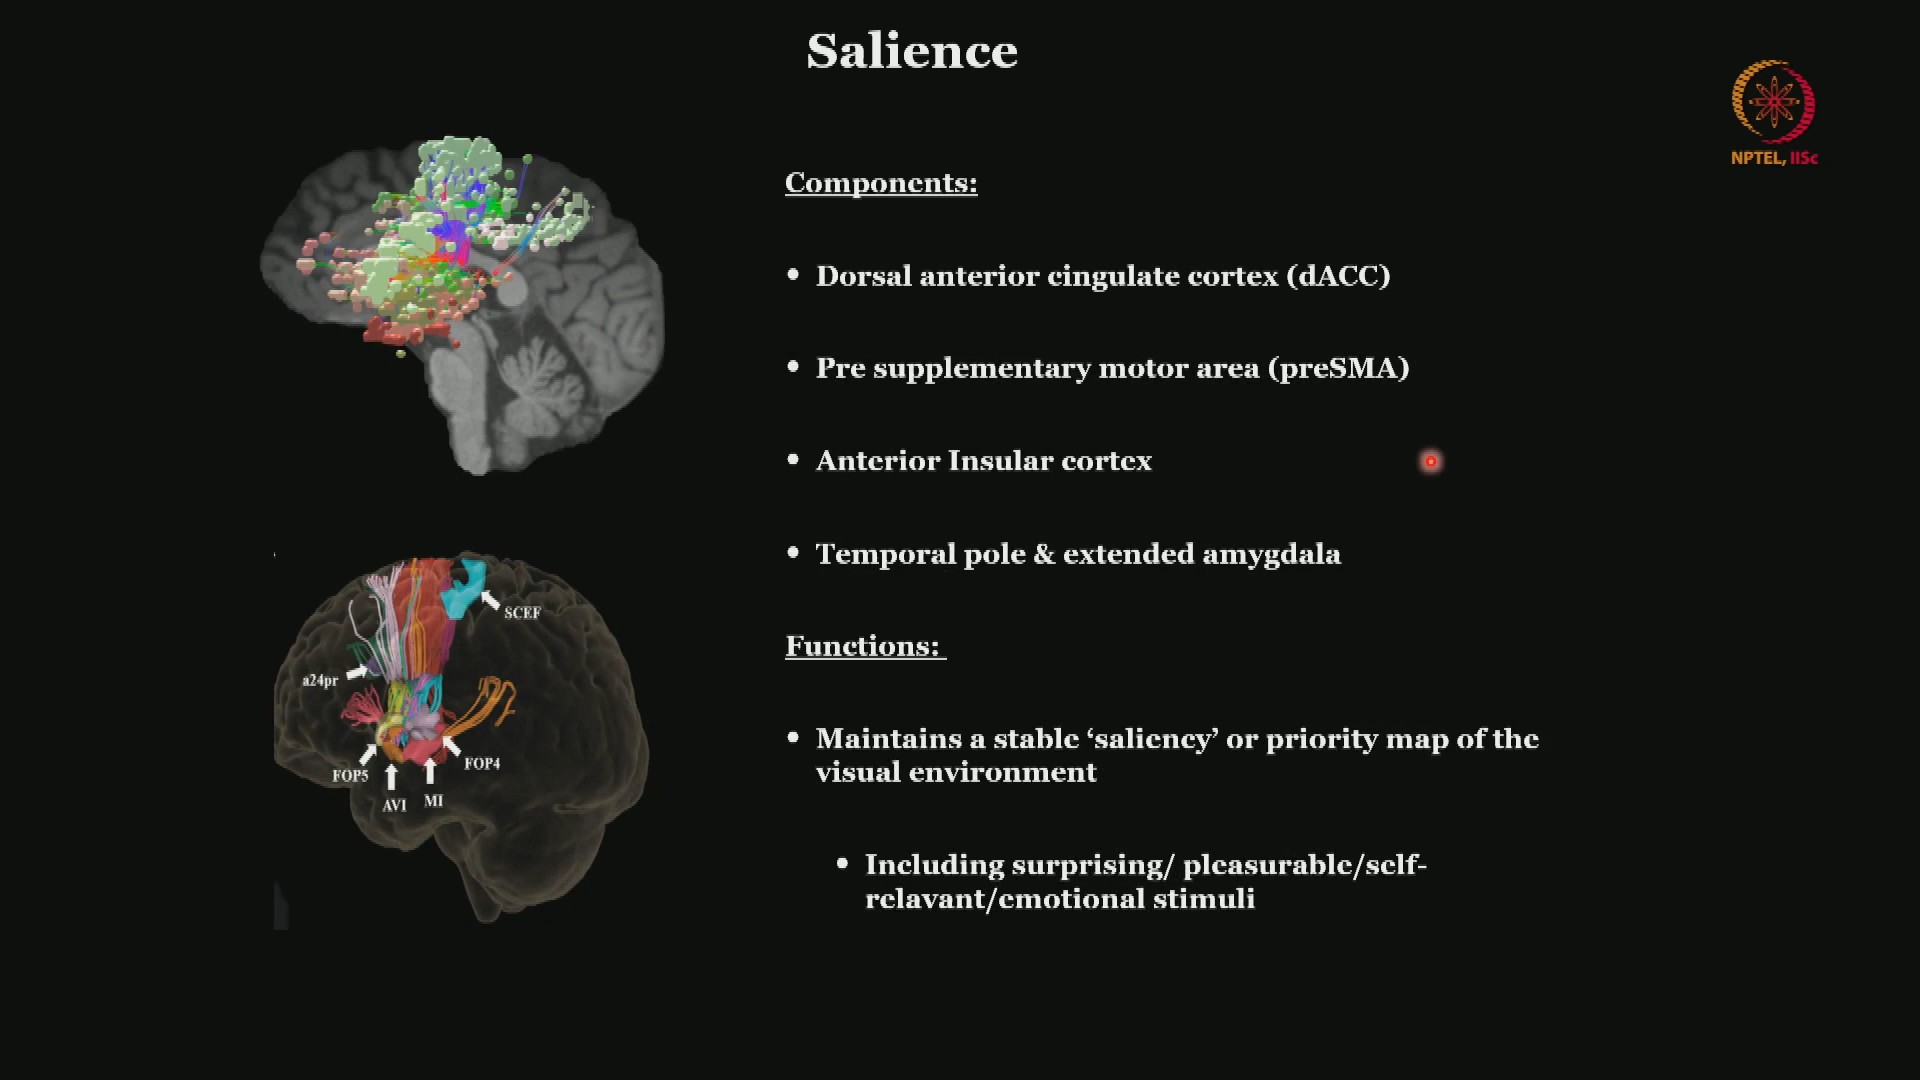 Salience
NPTEL, IISc
Components:
• Dorsal anterior cingulate cortex (dACC)
• Pre supplementary motor area (preSMA)
• Anterior Insular cortex
• Temporal pole & extended amygdala
Functions:
• Maintains a stable ‘saliency’ or priority map of the
visual environment
• Including surprising/ pleasurable/self-
relavant/emotional stimuli
SCEF
a24pr
FOP5
FOP4
AVI
MI